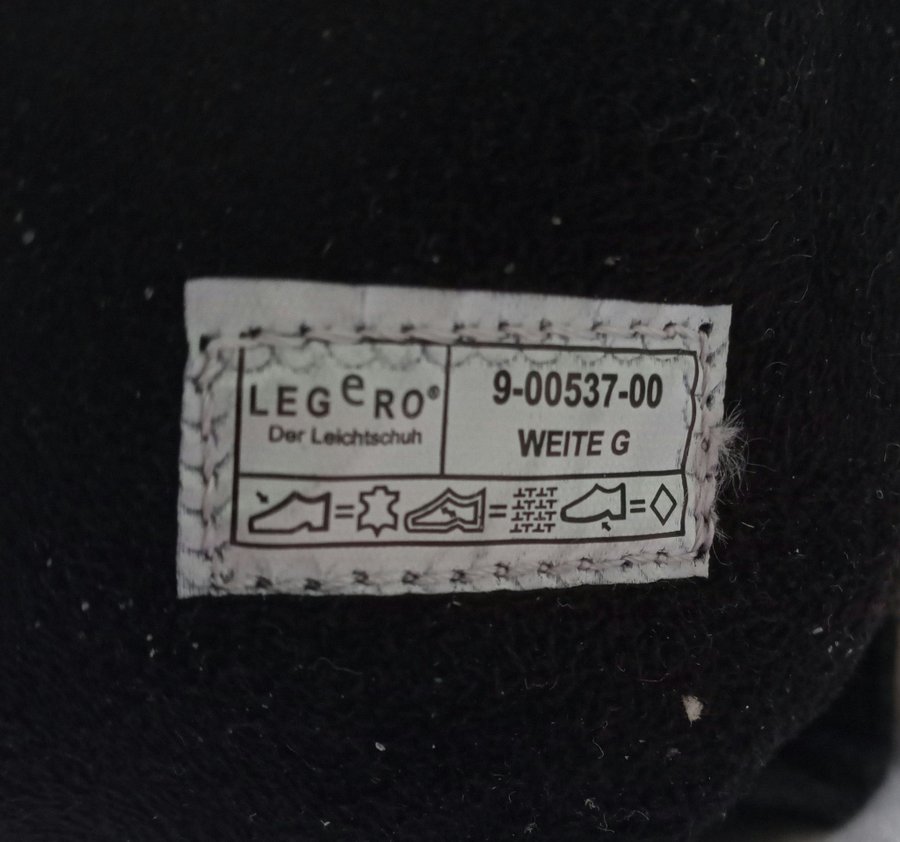 LEGeRO®
Der Leichtschuh
9-00537-00
WEITE G